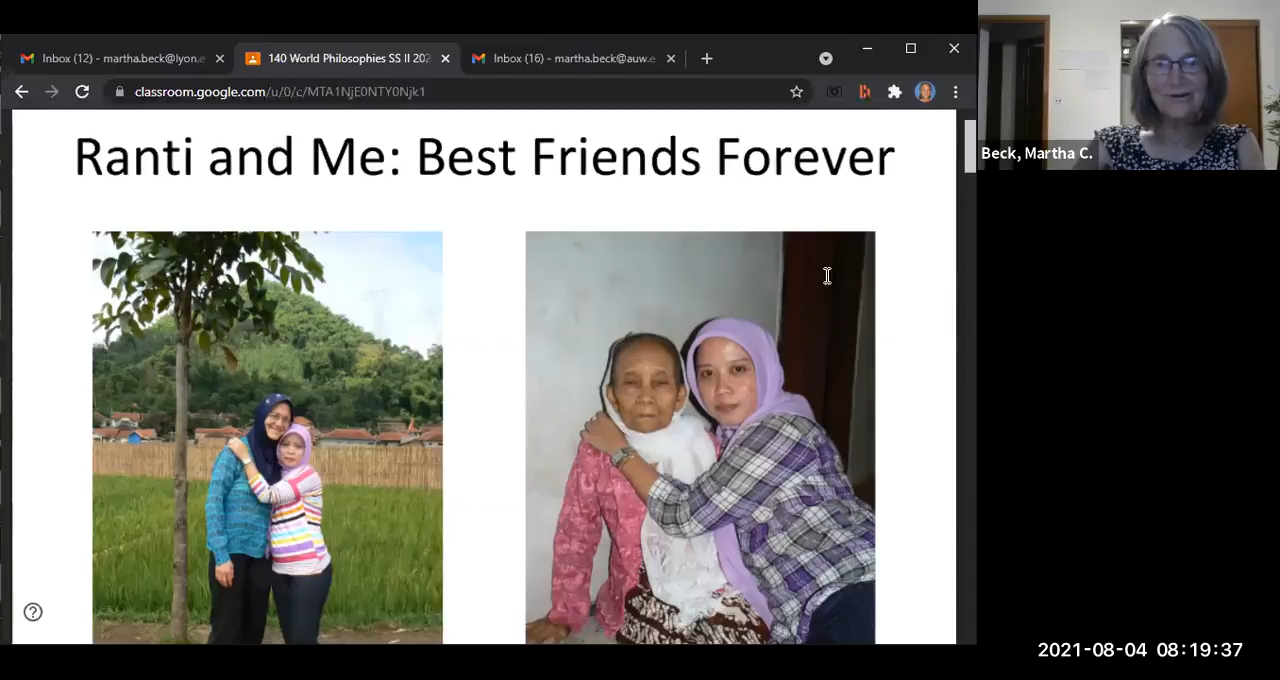 Inbox (12) - martha.beck@lyon.e
140 World Philosophies SS II 202
Inbox (16) - martha.beck@auw.e
classroom.google.com/u/0/c/MTA1NjE0NTY0Njk1
Ranti and Me: Best Friends Forever
Beck, Martha C.
2021-08-04 08:19:37